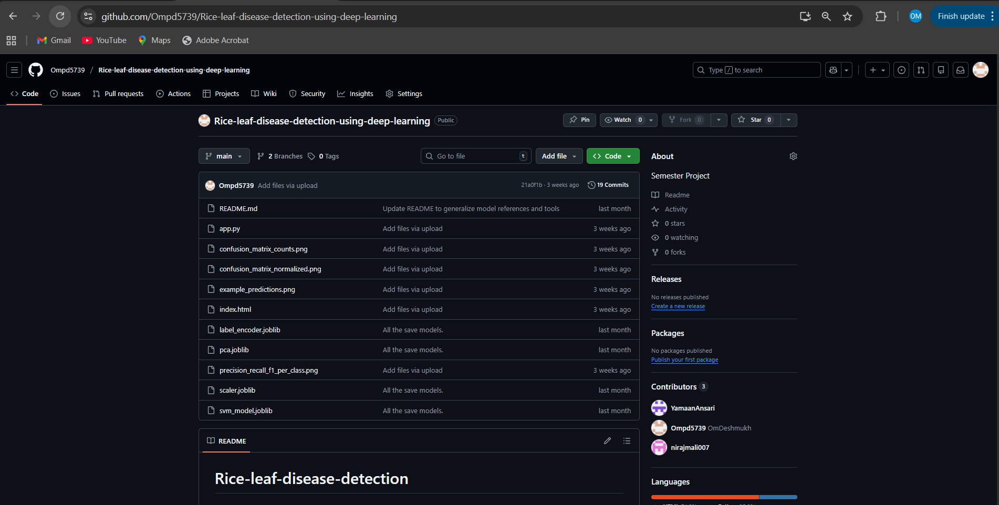 github.com/Ompd5739/Rice-leaf-disease-detection-using-deep-learning
OM
Finish update
Gmail
YouTube
Maps
Adobe Acrobat
Ompd5739 / Rice-leaf-disease-detection-using-deep-learning
Type / to search
Code
Issues
Pull requests
Actions
Projects
Wiki
Security
Insights
Settings
Rice-leaf-disease-detection-using-deep-learning Public
Pin
Watch 0
Fork 0
Star 0
main
2 Branches
0 Tags
Go to file t
Add file
Code
Ompd5739 Add files via upload 21a0f1b · 3 weeks ago 19 Commits
README.md Update README to generalize model references and tools last month
app.py Add files via upload 3 weeks ago
confusion_matrix_counts.png Add files via upload 3 weeks ago
confusion_matrix_normalized.png Add files via upload 3 weeks ago
example_predictions.png Add files via upload 3 weeks ago
index.html Add files via upload 3 weeks ago
label_encoder.joblib All the save models. last month
pca.joblib All the save models. last month
precision_recall_f1_per_class.png Add files via upload 3 weeks ago
scaler.joblib All the save models. last month
svm_model.joblib All the save models. last month
README
Rice-leaf-disease-detection
About
Semester Project
Readme
Activity
0 stars
0 watching
0 forks
Releases
No releases published
Create a new release
Packages
No packages published
Publish your first package
Contributors 3
YamaanAnsari
Ompd5739 OmDeshmukh
nirajmali007
Languages